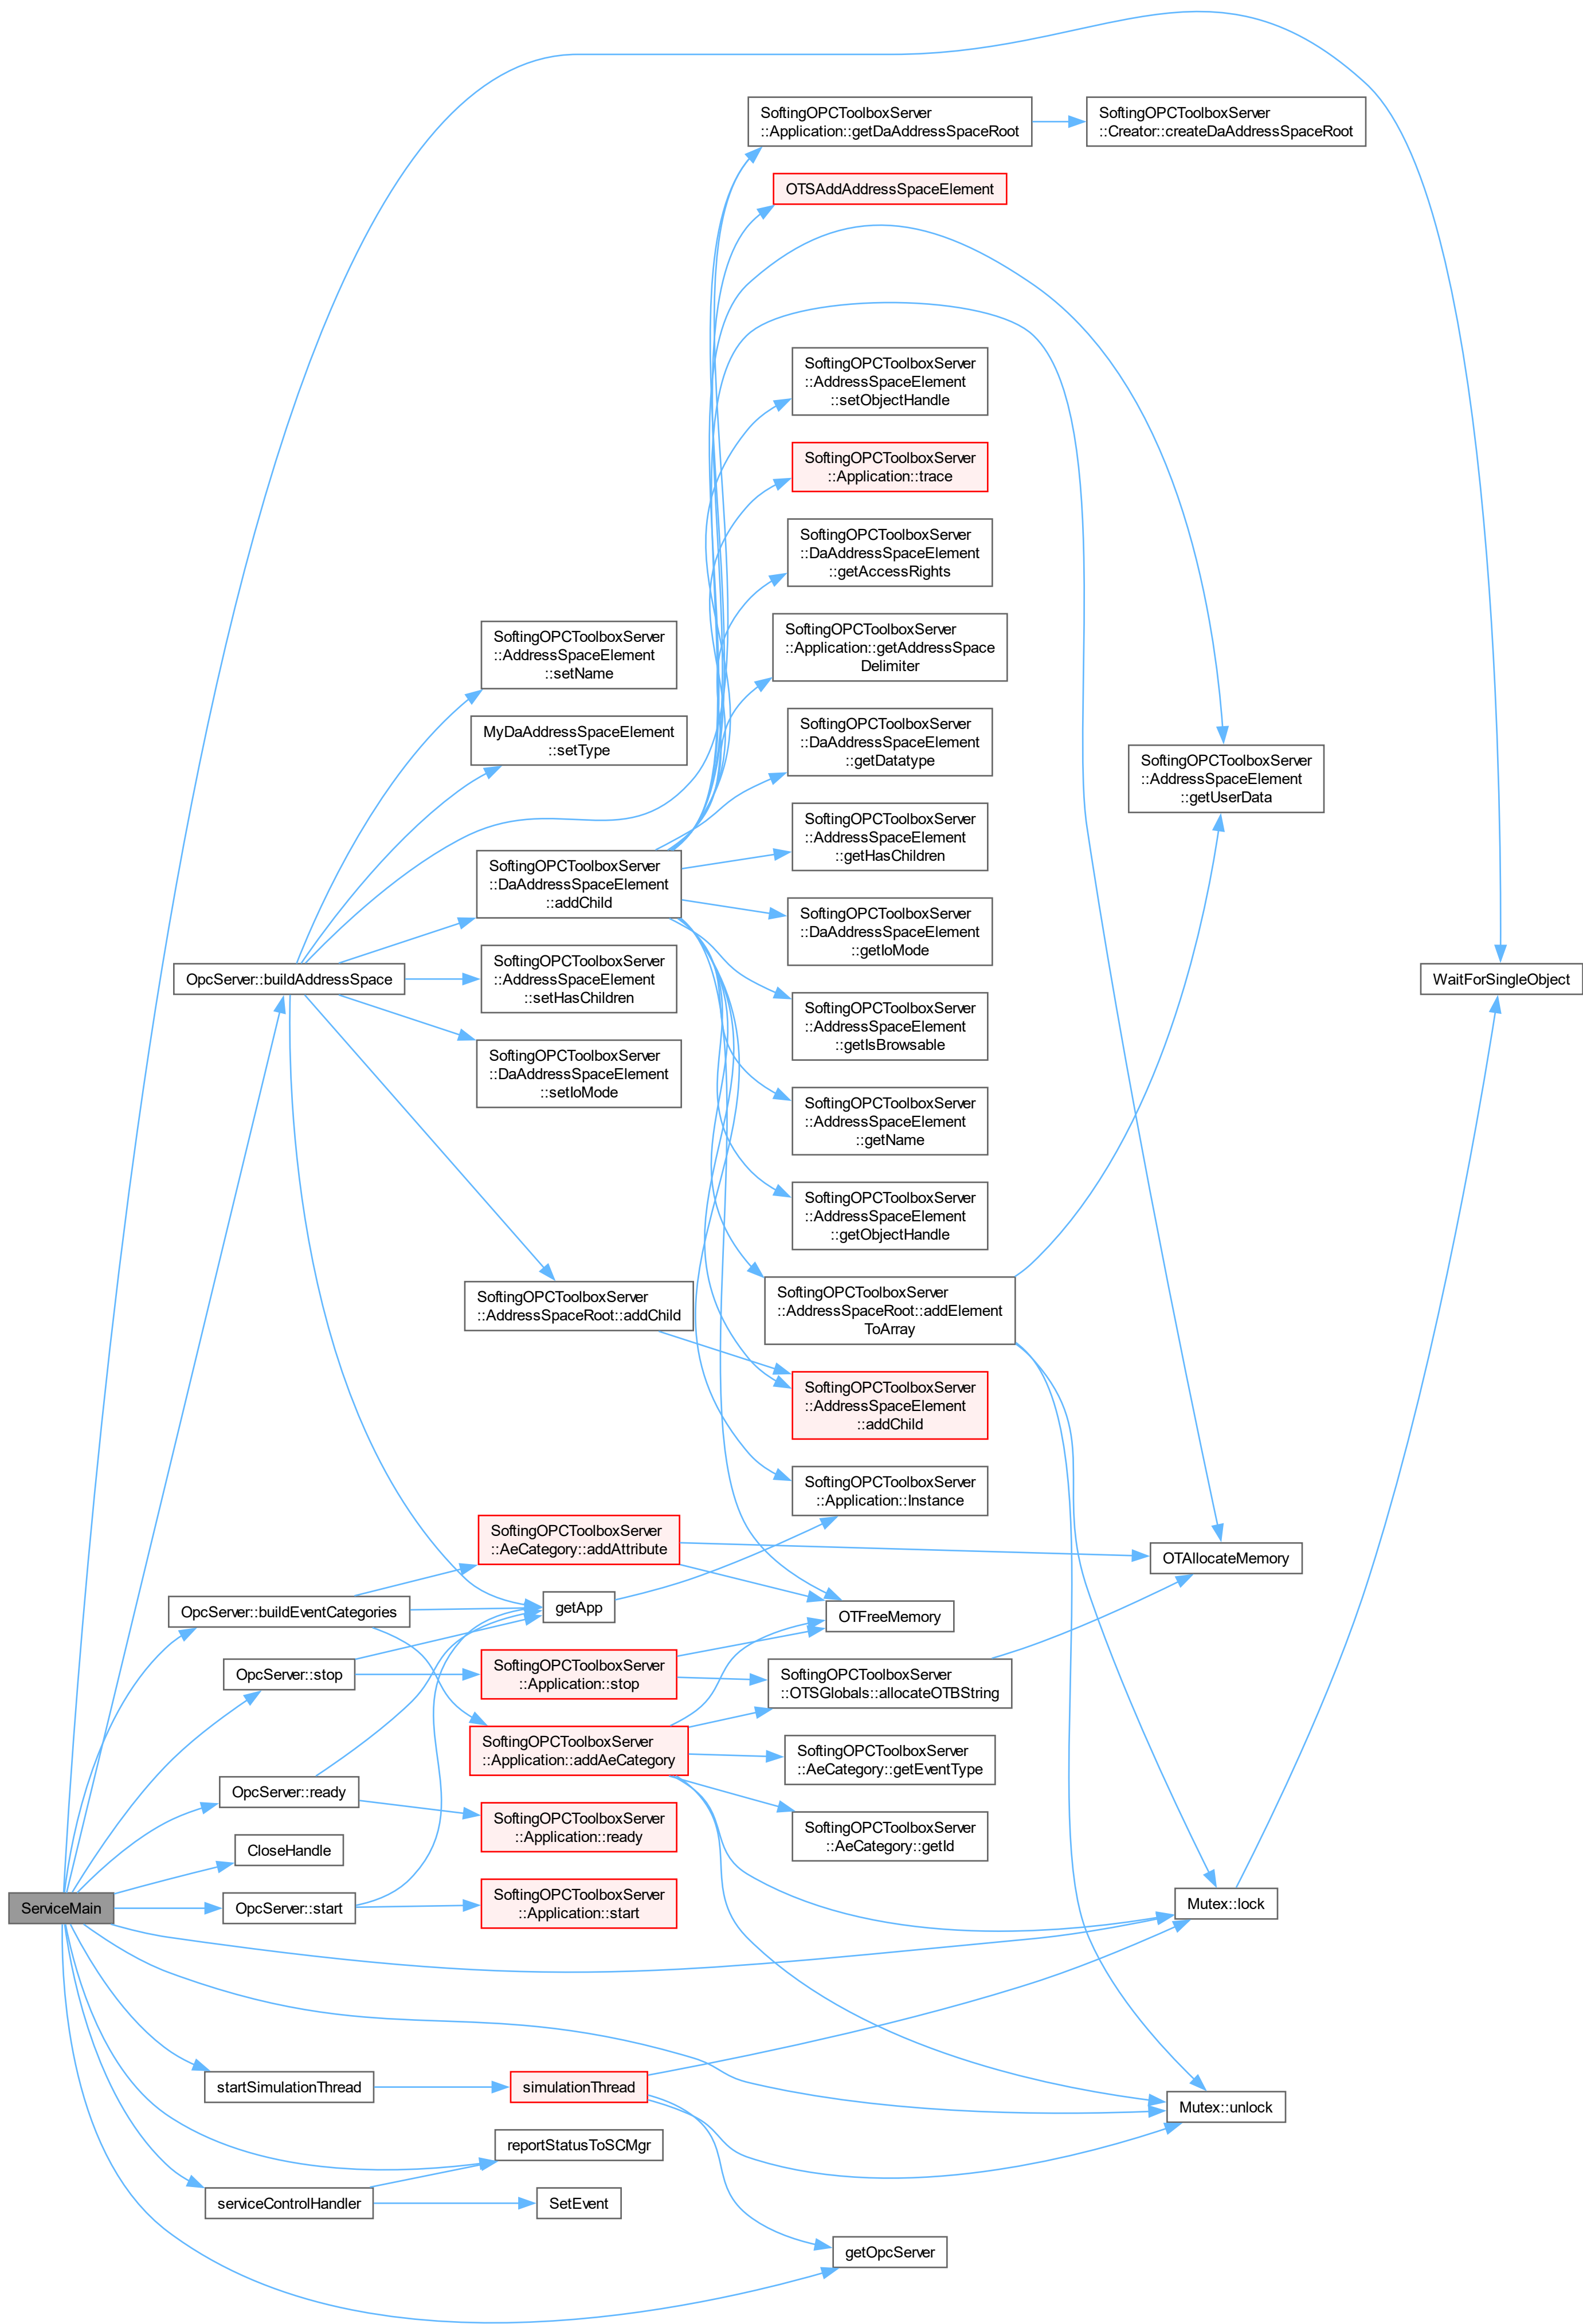 SoftingOPCToolboxServer
::Application::getDaAddressSpaceRoot
SoftingOPCToolboxServer
::Creator::createDaAddressSpaceRoot
OTSAddAddressSpaceElement
SoftingOPCToolboxServer
::AddressSpaceElement
::setObjectHandle
SoftingOPCToolboxServer
::Application::trace
SoftingOPCToolboxServer
::DaAddressSpaceElement
::getAccessRights
SoftingOPCToolboxServer
::Application::getAddressSpace
Delimiter
SoftingOPCToolboxServer
::AddressSpaceElement
::setName
MyDaAddressSpaceElement
::setType
SoftingOPCToolboxServer
::DaAddressSpaceElement
::getDatatype
SoftingOPCToolboxServer
::AddressSpaceElement
::getUserData
SoftingOPCToolboxServer
::AddressSpaceElement
::getHasChildren
SoftingOPCToolboxServer
::DaAddressSpaceElement
::addChild
SoftingOPCToolboxServer
::DaAddressSpaceElement
::getIoMode
OpcServer::buildAddressSpace
SoftingOPCToolboxServer
::AddressSpaceElement
::setHasChildren
WaitForSingleObject
SoftingOPCToolboxServer
::AddressSpaceElement
::getIsBrowsable
SoftingOPCToolboxServer
::DaAddressSpaceElement
::setIoMode
SoftingOPCToolboxServer
::AddressSpaceElement
::getName
SoftingOPCToolboxServer
::AddressSpaceElement
::getObjectHandle
SoftingOPCToolboxServer
::AddressSpaceRoot::addChild
SoftingOPCToolboxServer
::AddressSpaceRoot::addElement
ToArray
SoftingOPCToolboxServer
::AddressSpaceElement
::addChild
SoftingOPCToolboxServer
::Application::Instance
SoftingOPCToolboxServer
::AeCategory::addAttribute
OTAllocateMemory
OpcServer::buildEventCategories
getApp
OTFreeMemory
OpcServer::stop
SoftingOPCToolboxServer
::Application::stop
SoftingOPCToolboxServer
::OTSGlobals::allocateOTBString
SoftingOPCToolboxServer
::Application::addAeCategory
SoftingOPCToolboxServer
::AeCategory::getEventType
OpcServer::ready
SoftingOPCToolboxServer
::Application::ready
SoftingOPCToolboxServer
::AeCategory::getId
CloseHandle
ServiceMain
OpcServer::start
SoftingOPCToolboxServer
::Application::start
Mutex::lock
startSimulationThread
simulationThread
Mutex::unlock
reportStatusToSCMgr
serviceControlHandler
SetEvent
getOpcServer